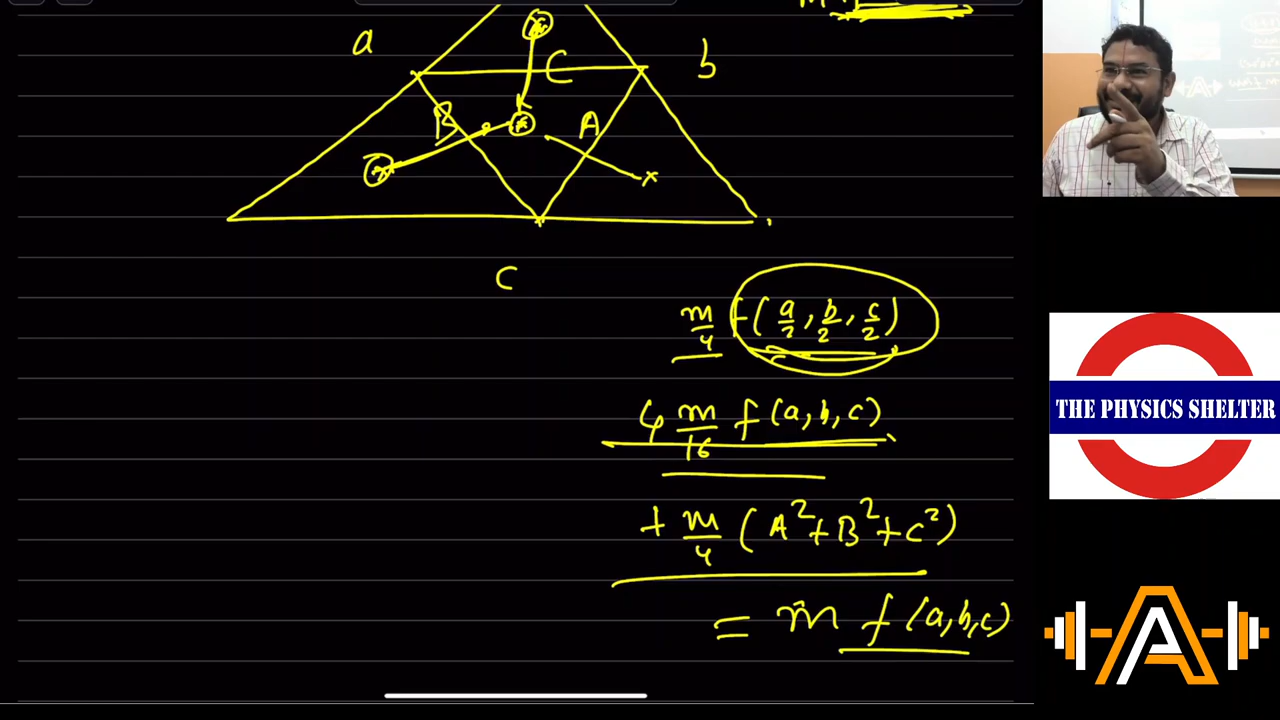 a
b
C
B
A
c
m/4 f(a/2, b/2, c/2)
4 m/16 f(a, b, c)
+ m/4 (A²+B²+C²)
= m f(a,b,c)
THE PHYSICS SHELTER